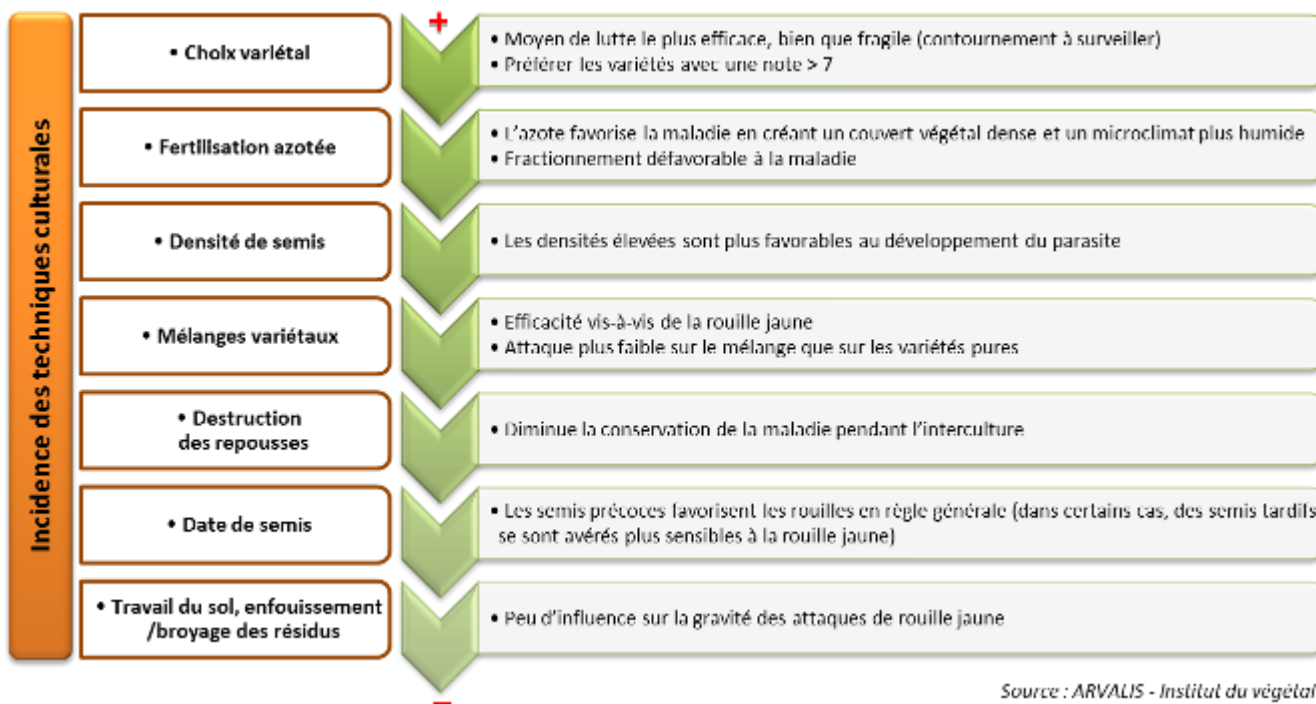 Incidence des techniques culturales
+
• Choix variétal
• Moyen de lutte le plus efficace, bien que fragile (contournement à surveiller)
• Préférer les variétés avec une note > 7
• Fertilisation azotée
• L'azote favorise la maladie en créant un couvert végétal dense et un microclimat plus humide
• Fractionnement défavorable à la maladie
• Densité de semis
• Les densités élevées sont plus favorables au développement du parasite
• Mélanges variétaux
• Efficacité vis-à-vis de la rouille jaune
• Attaque plus faible sur le mélange que sur les variétés pures
• Destruction
des repousses
• Diminue la conservation de la maladie pendant l'interculture
• Date de semis
• Les semis précoces favorisent les rouilles en règle générale (dans certains cas, des semis tardifs
se sont avérés plus sensibles à la rouille jaune)
• Travail du sol, enfouissement
/broyage des résidus
• Peu d'influence sur la gravité des attaques de rouille jaune
–
Source : ARVALIS - Institut du végétal